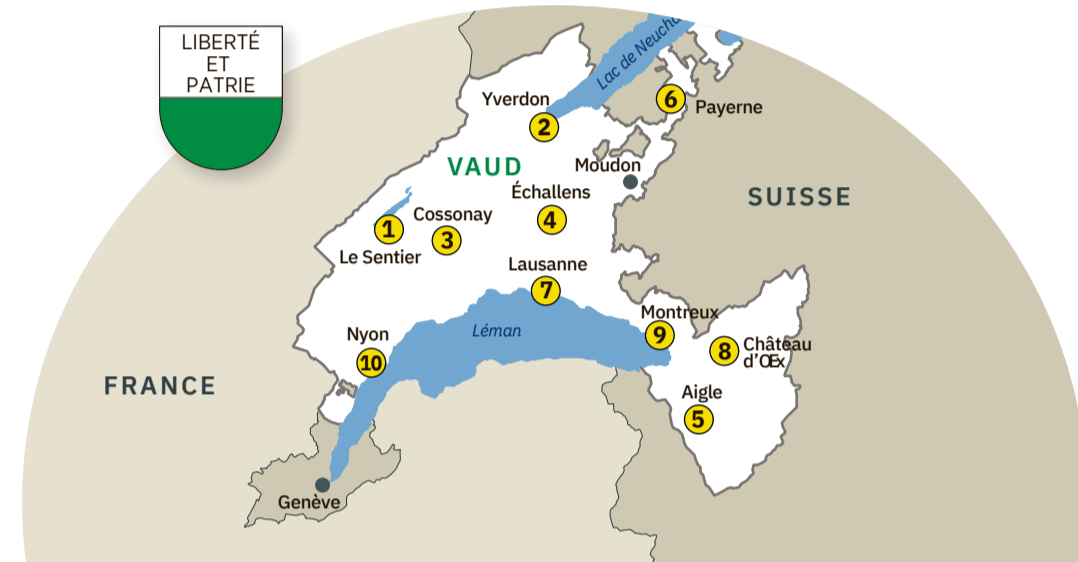 LIBERTÉ
ET
PATRIE
Lac de Neuch
Yverdon
2
6
Payerne
VAUD
Moudon
Échallens
4
SUISSE
1
Cossonay
3
Le Sentier
Lausanne
7
Léman
Montreux
9
Nyon
10
8
Château
d'Œx
FRANCE
Aigle
5
Genève